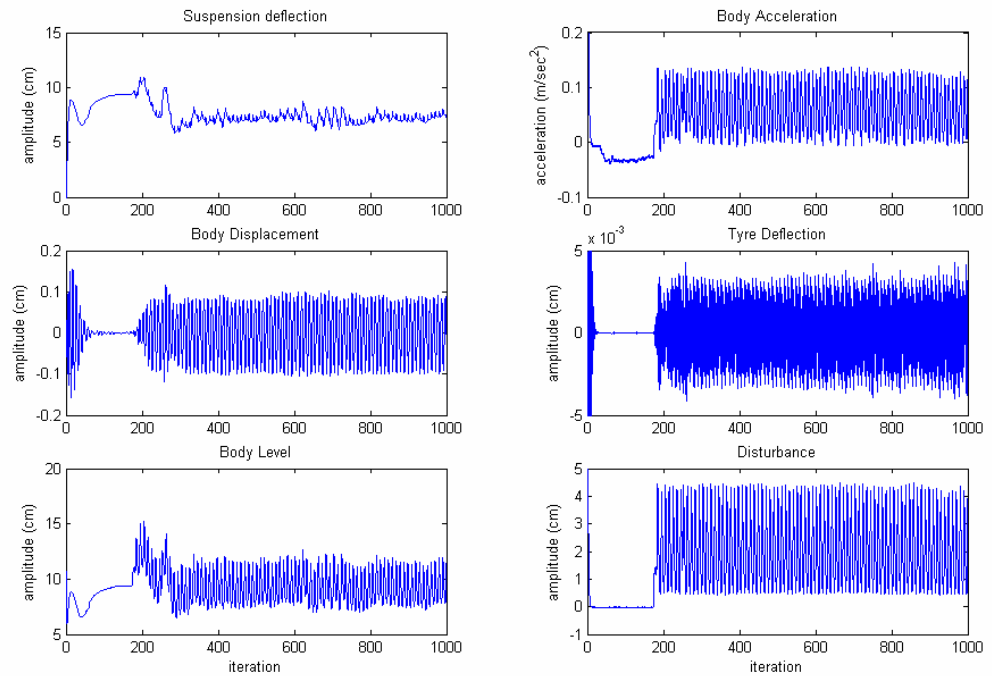 Suspension deflection
15
10
5
0
amplitude (cm)
0 200 400 600 800 1000
Body Acceleration
0.2
0.1
0
-0.1
acceleration (m/sec²)
0 200 400 600 800 1000
Body Displacement
0.2
0.1
0
-0.1
-0.2
amplitude (cm)
0 200 400 600 800 1000
Tyre Deflection
x 10⁻³
5
0
-5
amplitude (cm)
0 200 400 600 800 1000
Body Level
20
15
10
5
amplitude (cm)
0 200 400 600 800 1000
iteration
Disturbance
5
4
3
2
1
0
-1
amplitude (cm)
0 200 400 600 800 1000
iteration